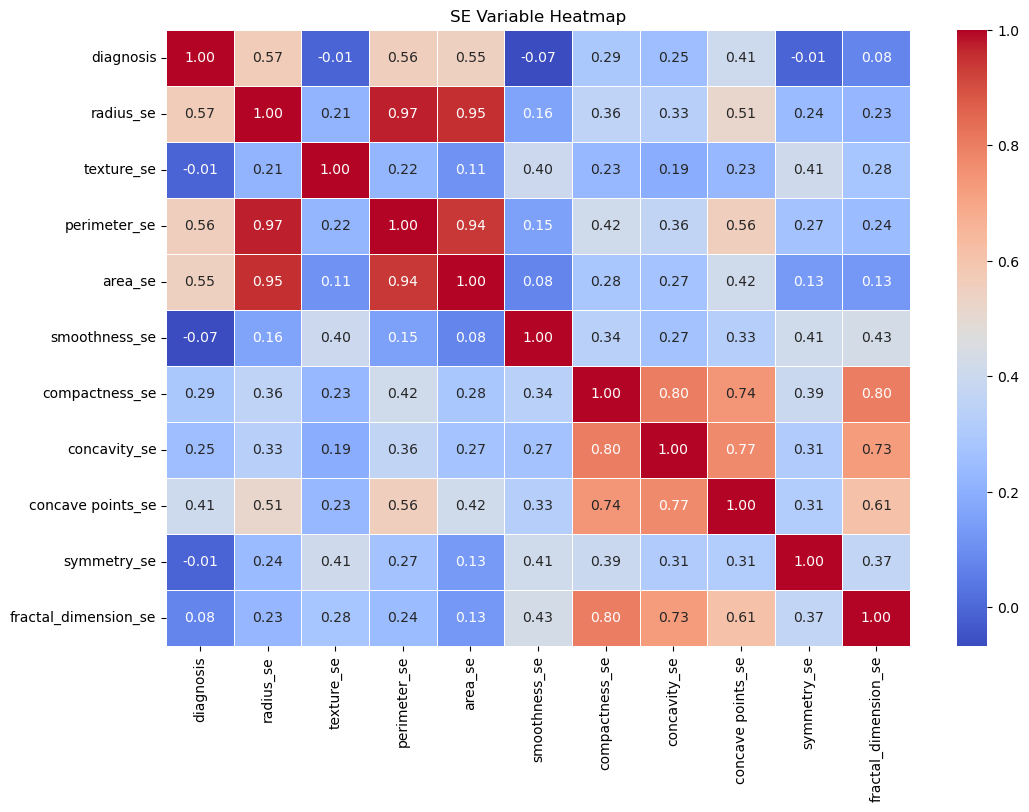 SE Variable Heatmap
diagnosis 1.00 0.57 -0.01 0.56 0.55 -0.07 0.29 0.25 0.41 -0.01 0.08
radius_se 0.57 1.00 0.21 0.97 0.95 0.16 0.36 0.33 0.51 0.24 0.23
texture_se -0.01 0.21 1.00 0.22 0.11 0.40 0.23 0.19 0.23 0.41 0.28
perimeter_se 0.56 0.97 0.22 1.00 0.94 0.15 0.42 0.36 0.56 0.27 0.24
area_se 0.55 0.95 0.11 0.94 1.00 0.08 0.28 0.27 0.42 0.13 0.13
smoothness_se -0.07 0.16 0.40 0.15 0.08 1.00 0.34 0.27 0.33 0.41 0.43
compactness_se 0.29 0.36 0.23 0.42 0.28 0.34 1.00 0.80 0.74 0.39 0.80
concavity_se 0.25 0.33 0.19 0.36 0.27 0.27 0.80 1.00 0.77 0.31 0.73
concave points_se 0.41 0.51 0.23 0.56 0.42 0.33 0.74 0.77 1.00 0.31 0.61
symmetry_se -0.01 0.24 0.41 0.27 0.13 0.41 0.39 0.31 0.31 1.00 0.37
fractal_dimension_se 0.08 0.23 0.28 0.24 0.13 0.43 0.80 0.73 0.61 0.37 1.00
diagnosis
radius_se
texture_se
perimeter_se
area_se
smoothness_se
compactness_se
concavity_se
concave points_se
symmetry_se
fractal_dimension_se
1.0
0.8
0.6
0.4
0.2
0.0